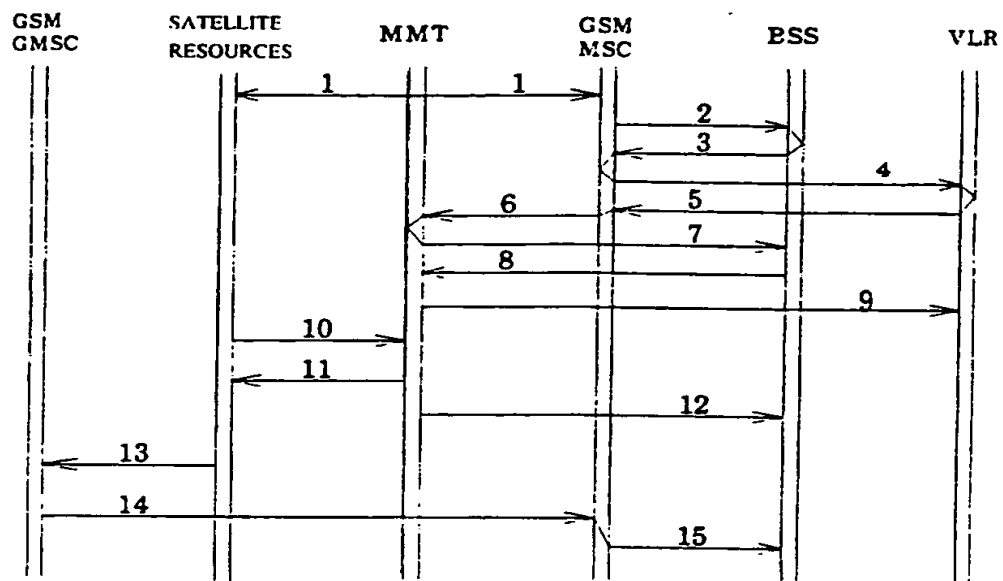 GSM
GMSC
SATELLITE
RESOURCES
MMT
GSM
MSC
BSS
VLR
1
1
2
3
4
5
6
7
8
9
10
11
12
13
14
15